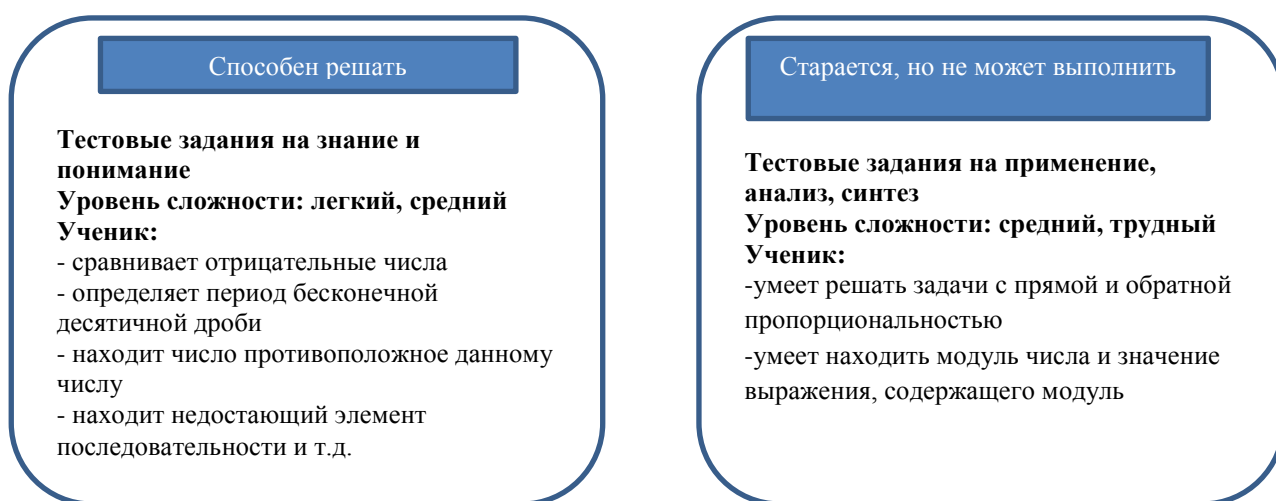 Способен решать
Тестовые задания на знание и
понимание
Уровень сложности: легкий, средний
Ученик:
- сравнивает отрицательные числа
- определяет период бесконечной
десятичной дроби
- находит число противоположное данному
числу
- находит недостающий элемент
последовательности и т.д.
Старается, но не может выполнить
Тестовые задания на применение,
анализ, синтез
Уровень сложности: средний, трудный
Ученик:
-умеет решать задачи с прямой и обратной
пропорциональностью
-умеет находить модуль числа и значение
выражения, содержащего модуль